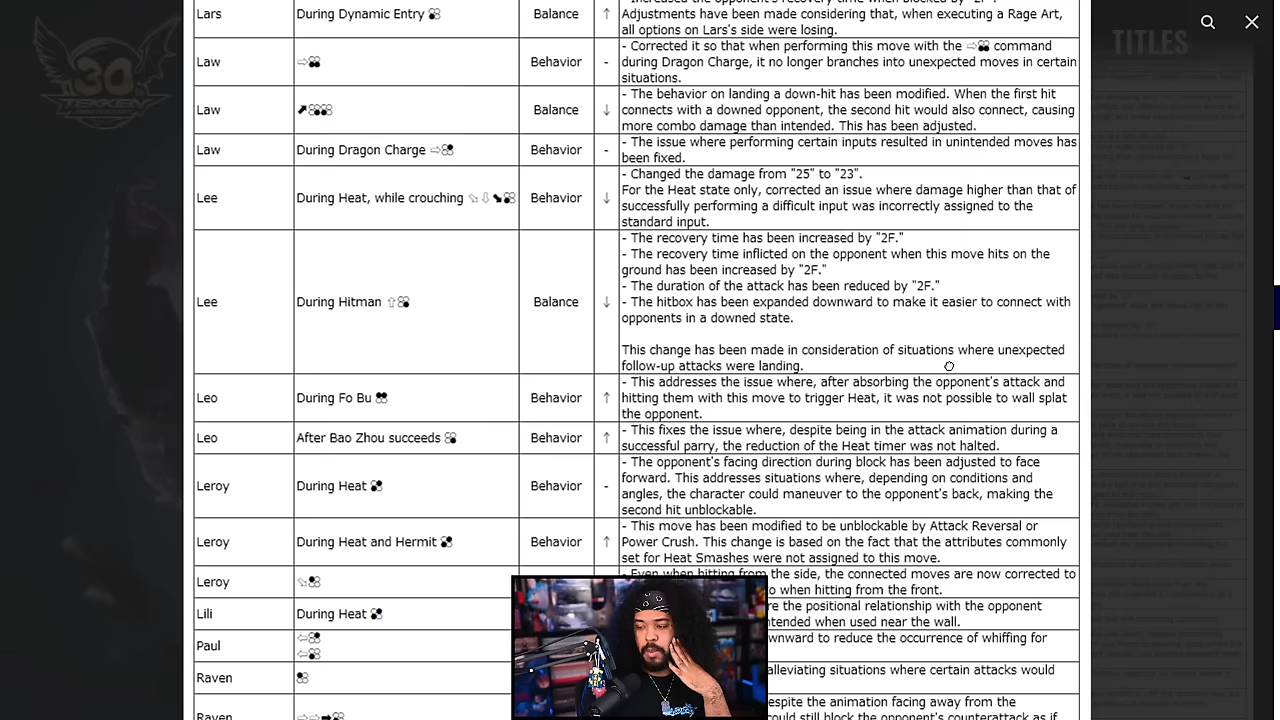 Lars
During Dynamic Entry
Balance
↑
Adjustments have been made considering that, when executing a Rage Art,
all options on Lars's side were losing.
Law
Behavior
-
- Corrected it so that when performing this move with the ⇨ command
during Dragon Charge, it no longer branches into unexpected moves in certain
situations.
Law
Balance
↓
- The behavior on landing a down-hit has been modified. When the first hit
connects with a downed opponent, the second hit would also connect, causing
more combo damage than intended. This has been adjusted.
Law
During Dragon Charge ⇨
Behavior
-
- The issue where performing certain inputs resulted in unintended moves has
been fixed.
Lee
During Heat, while crouching
Behavior
↓
- Changed the damage from "25" to "23".
For the Heat state only, corrected an issue where damage higher than that of
successfully performing a difficult input was incorrectly assigned to the
standard input.
Lee
During Hitman ⇧
Balance
↓
- The recovery time has been increased by "2F."
- The recovery time inflicted on the opponent when this move hits on the
ground has been increased by "2F."
- The duration of the attack has been reduced by "2F."
- The hitbox has been expanded downward to make it easier to connect with
opponents in a downed state.
This change has been made in consideration of situations where unexpected
follow-up attacks were landing.
Leo
During Fo Bu
Behavior
↑
- This addresses the issue where, after absorbing the opponent's attack and
hitting them with this move to trigger Heat, it was not possible to wall splat
the opponent.
Leo
After Bao Zhou succeeds
Behavior
↑
- This fixes the issue where, despite being in the attack animation during a
successful parry, the reduction of the Heat timer was not halted.
Leroy
During Heat
Behavior
-
- The opponent's facing direction during block has been adjusted to face
forward. This addresses situations where, depending on conditions and
angles, the character could maneuver to the opponent's back, making the
second hit unblockable.
Leroy
During Heat and Hermit
Behavior
↑
- This move has been modified to be unblockable by Attack Reversal or
Power Crush. This change is based on the fact that the attributes commonly
set for Heat Smashes were not assigned to this move.
Leroy
- Even when hitting from the side, the connected moves are now corrected to
when hitting from the front.
Lili
During Heat
the positional relationship with the opponent
when used near the wall.
Paul
to reduce the occurrence of whiffing for
Raven
alleviating situations where certain attacks would
Raven
the animation facing away from the
still block the opponent's counterattack as if
TITLES
30
TEKKEN